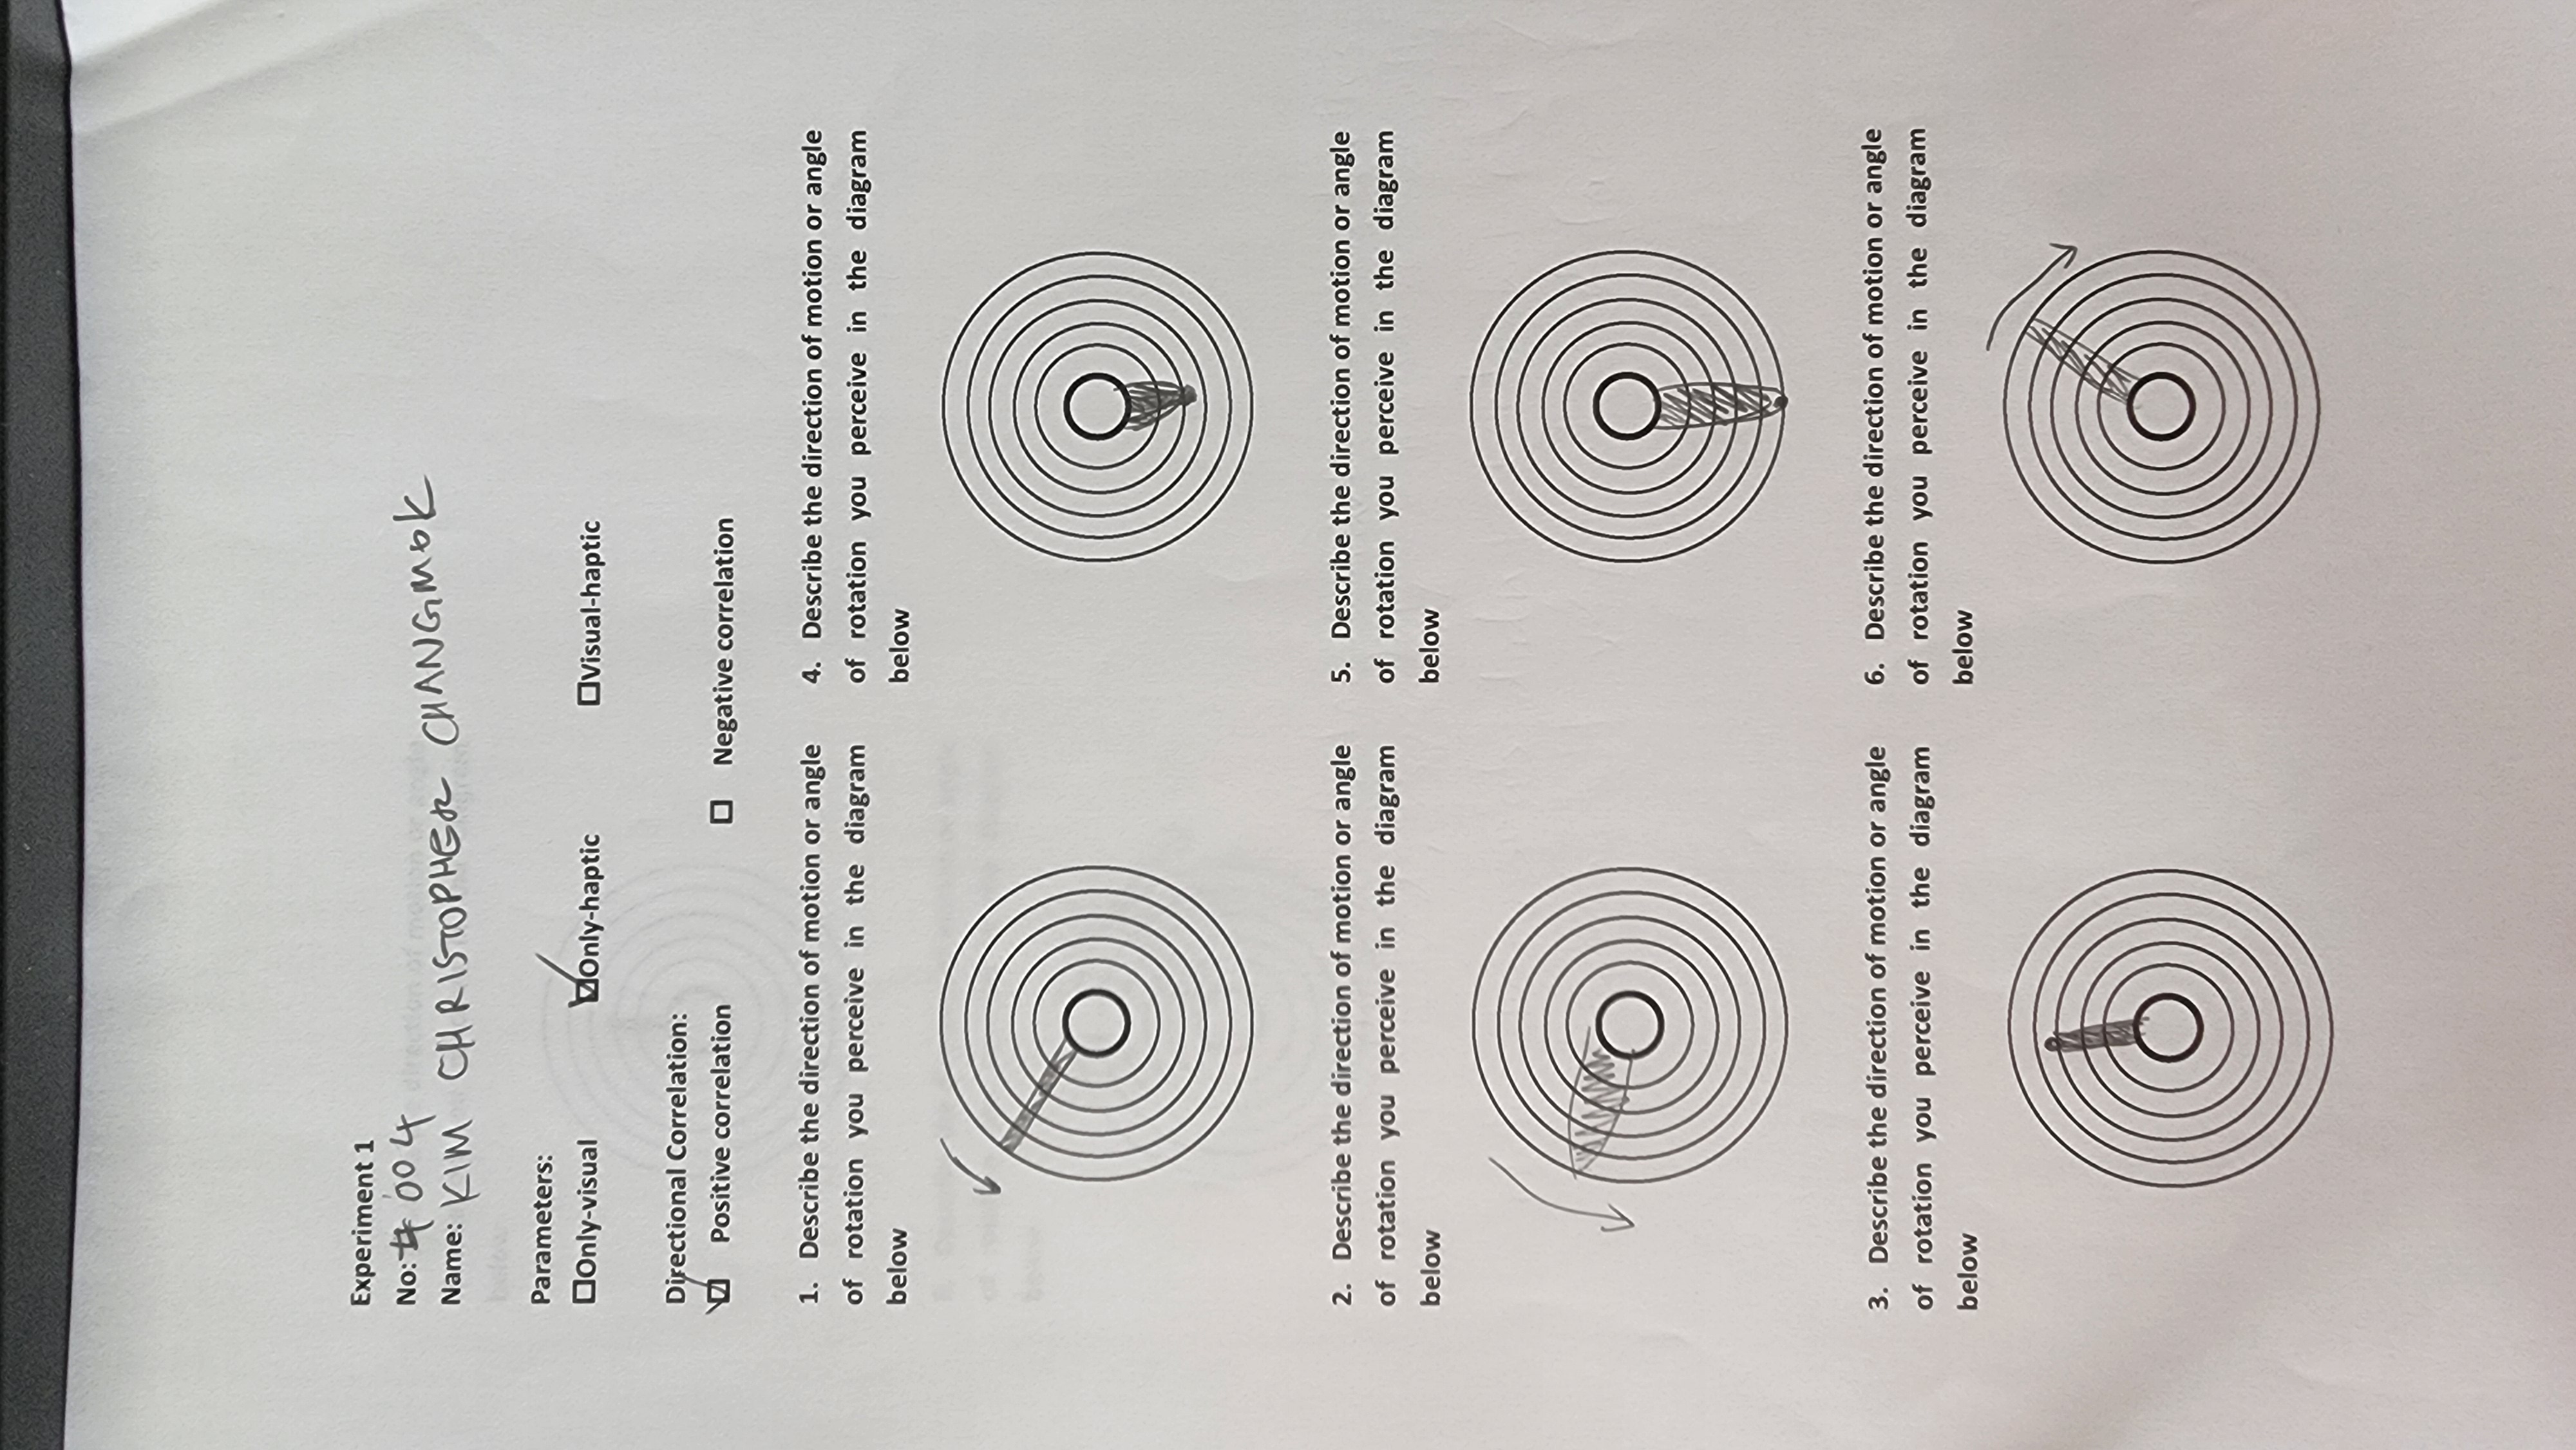 Experiment 1
No: # 004
Name: KIM CHRISTOPHER CHANGMOK
Parameters:
☐Only-visual ☑Only-haptic ☐Visual-haptic
Directional Correlation:
☑ Positive correlation ☐ Negative correlation
1. Describe the direction of motion or angle
of rotation you perceive in the diagram
below
2. Describe the direction of motion or angle
of rotation you perceive in the diagram
below
3. Describe the direction of motion or angle
of rotation you perceive in the diagram
below
4. Describe the direction of motion or angle
of rotation you perceive in the diagram
below
5. Describe the direction of motion or angle
of rotation you perceive in the diagram
below
6. Describe the direction of motion or angle
of rotation you perceive in the diagram
below